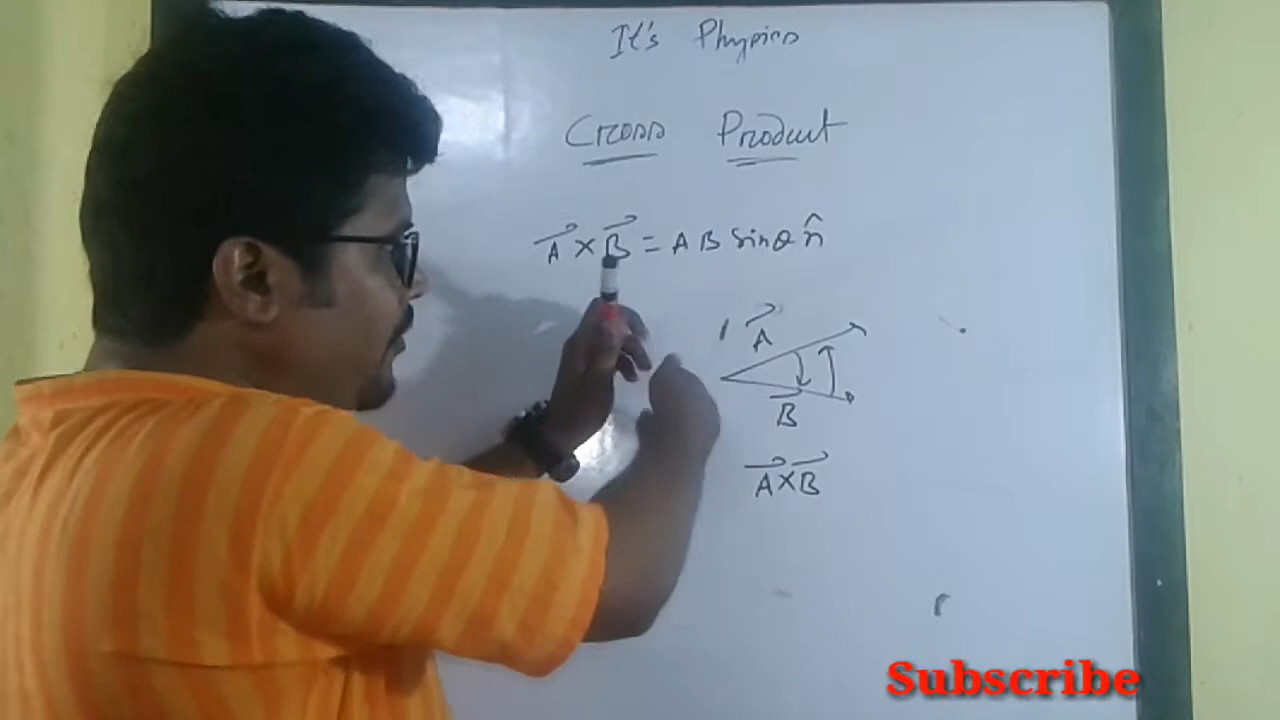 It's Physics
Cross Product
A⃗ × B⃗ = A B sinθ n̂
A⃗
B⃗
A⃗ × B⃗
Subscribe